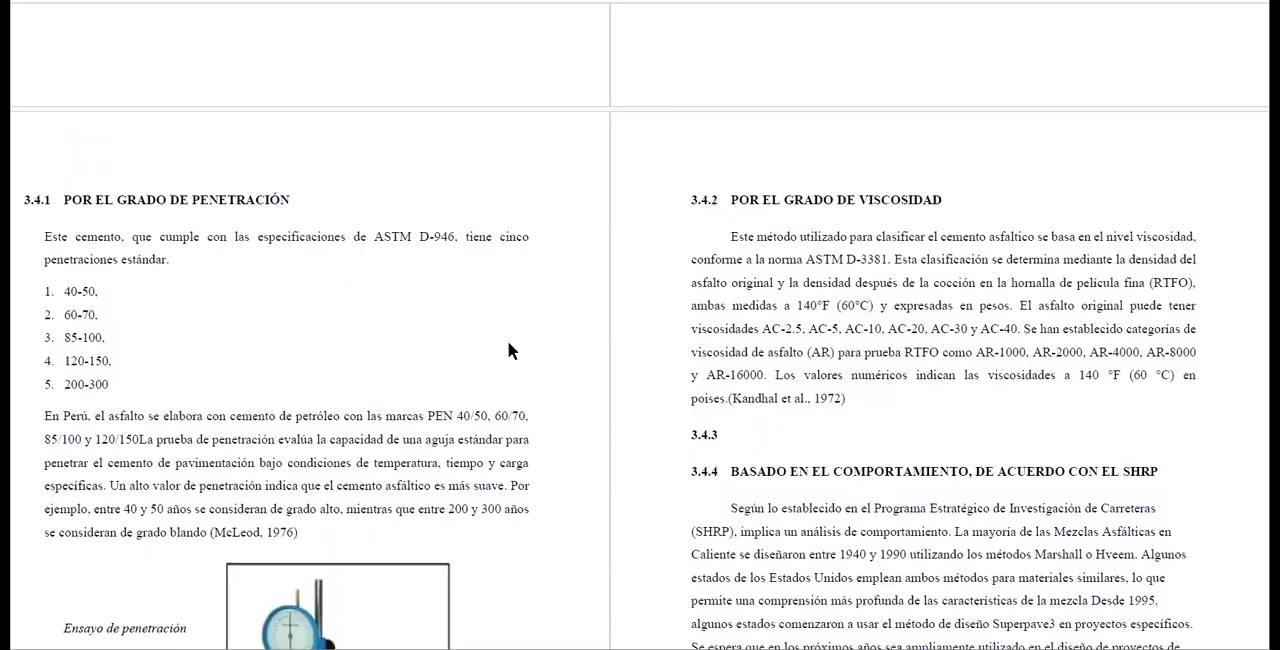 3.4.1 POR EL GRADO DE PENETRACIÓN
Este cemento, que cumple con las especificaciones de ASTM D-946, tiene cinco
penetraciones estándar.
1. 40-50,
2. 60-70,
3. 85-100,
4. 120-150,
5. 200-300
En Perú, el asfalto se elabora con cemento de petróleo con las marcas PEN 40/50, 60/70,
85/100 y 120/150La prueba de penetración evalúa la capacidad de una aguja estándar para
penetrar el cemento de pavimentación bajo condiciones de temperatura, tiempo y carga
específicas. Un alto valor de penetración indica que el cemento asfáltico es más suave. Por
ejemplo, entre 40 y 50 años se consideran de grado alto, mientras que entre 200 y 300 años
se consideran de grado blando (McLeod, 1976)
Ensayo de penetración
3.4.2 POR EL GRADO DE VISCOSIDAD
Este método utilizado para clasificar el cemento asfaltico se basa en el nivel viscosidad,
conforme a la norma ASTM D-3381. Esta clasificación se determina mediante la densidad del
asfalto original y la densidad después de la cocción en la hornalla de película fina (RTFO),
ambas medidas a 140°F (60°C) y expresadas en pesos. El asfalto original puede tener
viscosidades AC-2.5, AC-5, AC-10, AC-20, AC-30 y AC-40. Se han establecido categorías de
viscosidad de asfalto (AR) para prueba RTFO como AR-1000, AR-2000, AR-4000, AR-8000
y AR-16000. Los valores numéricos indican las viscosidades a 140 °F (60 °C) en
poises.(Kandhal et al., 1972)
3.4.3
3.4.4 BASADO EN EL COMPORTAMIENTO, DE ACUERDO CON EL SHRP
Según lo establecido en el Programa Estratégico de Investigación de Carreteras
(SHRP), implica un análisis de comportamiento. La mayoría de las Mezclas Asfálticas en
Caliente se diseñaron entre 1940 y 1990 utilizando los métodos Marshall o Hveem. Algunos
estados de los Estados Unidos emplean ambos métodos para materiales similares, lo que
permite una comprensión más profunda de las características de la mezcla Desde 1995,
algunos estados comenzaron a usar el método de diseño Superpave3 en proyectos específicos.
Se espera que en los próximos años sea ampliamente utilizado en el diseño de proyectos de